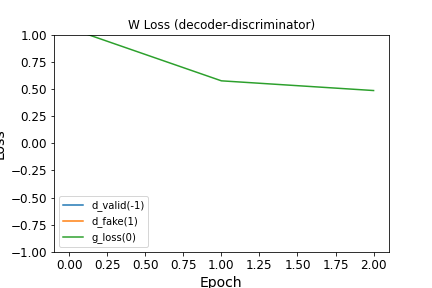 W Loss (decoder-discriminator)
1.00
0.75
0.50
0.25
0.00
−0.25
−0.50
−0.75
−1.00
Loss
d_valid(-1)
d_fake(1)
g_loss(0)
0.00 0.25 0.50 0.75 1.00 1.25 1.50 1.75 2.00
Epoch